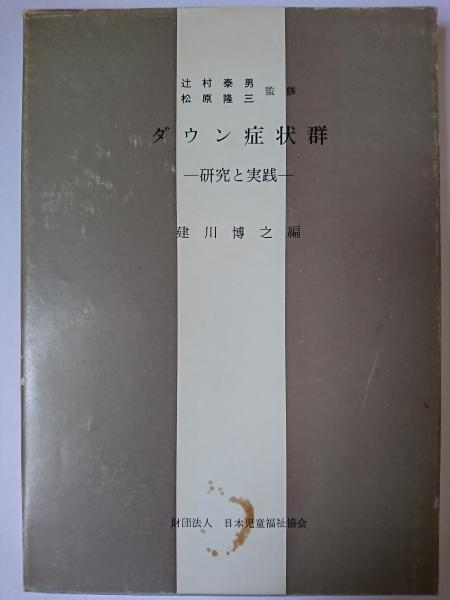 辻村泰男
松原隆三 監修
ダウン症状群
―研究と実践―
建川博之編
財団法人 日本児童福祉協会